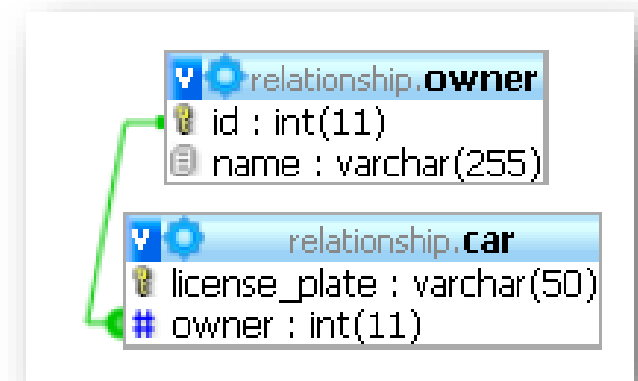 relationship.owner
id : int(11)
name : varchar(255)
relationship.car
license_plate : varchar(50)
# owner : int(11)